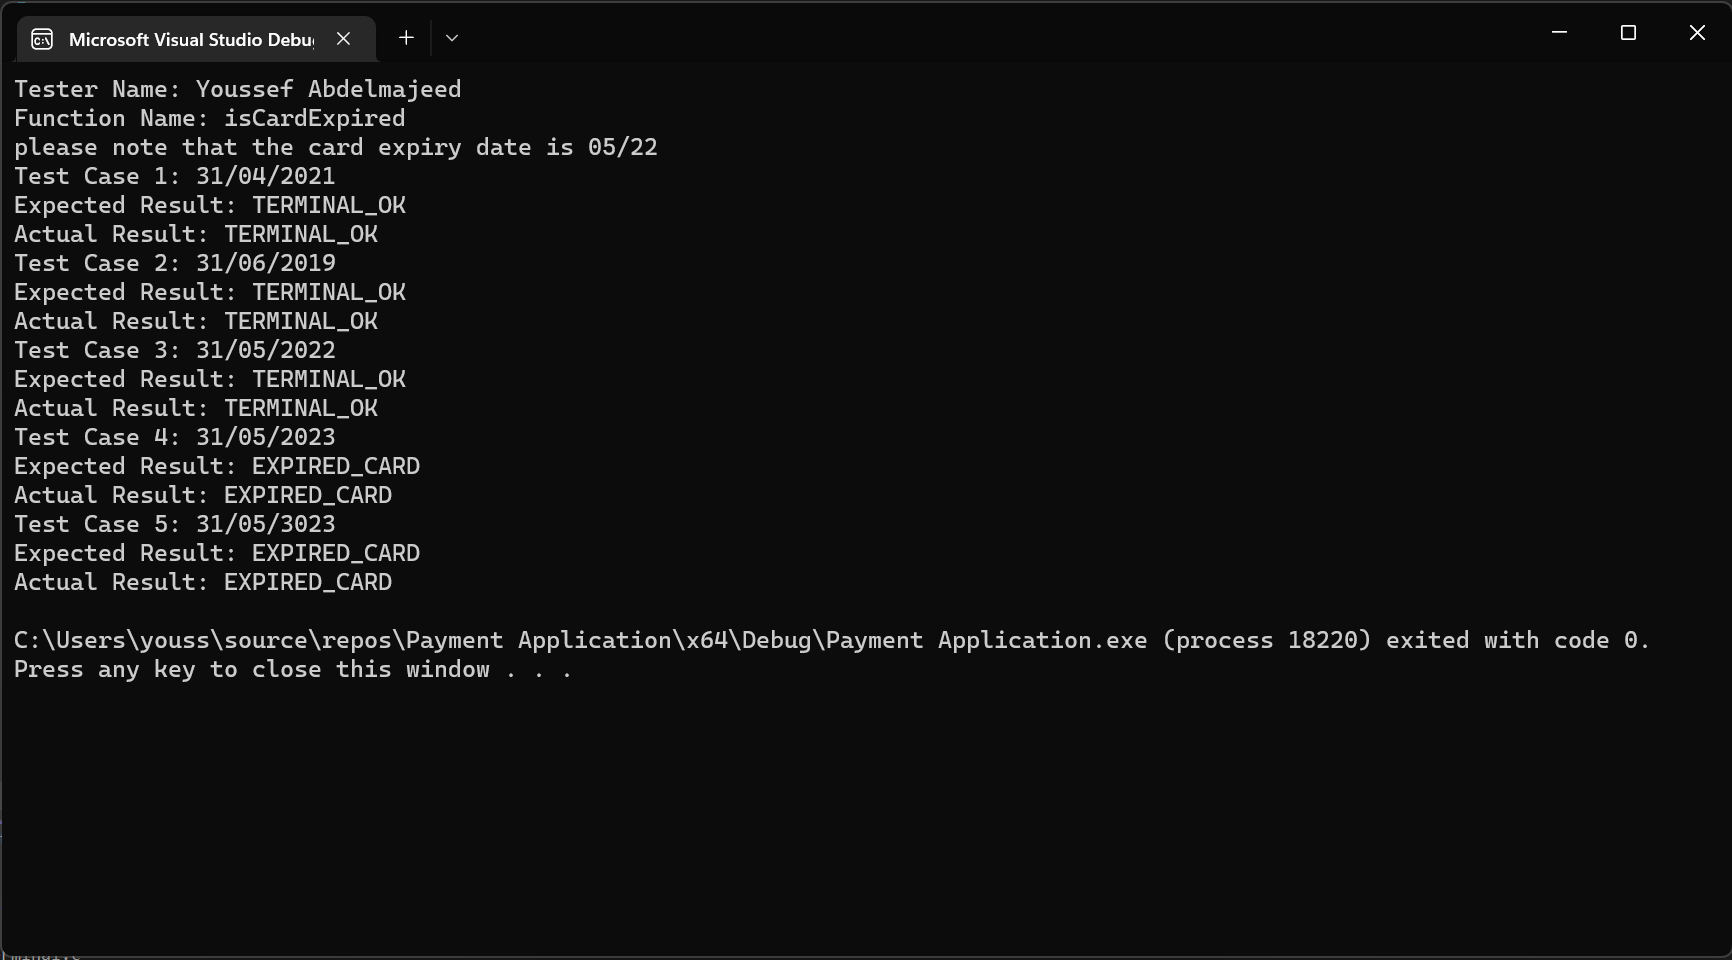 Microsoft Visual Studio Debu
Tester Name: Youssef Abdelmajeed
Function Name: isCardExpired
please note that the card expiry date is 05/22
Test Case 1: 31/04/2021
Expected Result: TERMINAL_OK
Actual Result: TERMINAL_OK
Test Case 2: 31/06/2019
Expected Result: TERMINAL_OK
Actual Result: TERMINAL_OK
Test Case 3: 31/05/2022
Expected Result: TERMINAL_OK
Actual Result: TERMINAL_OK
Test Case 4: 31/05/2023
Expected Result: EXPIRED_CARD
Actual Result: EXPIRED_CARD
Test Case 5: 31/05/3023
Expected Result: EXPIRED_CARD
Actual Result: EXPIRED_CARD
C:\Users\youss\source\repos\Payment Application\x64\Debug\Payment Application.exe (process 18220) exited with code 0.
Press any key to close this window . . .